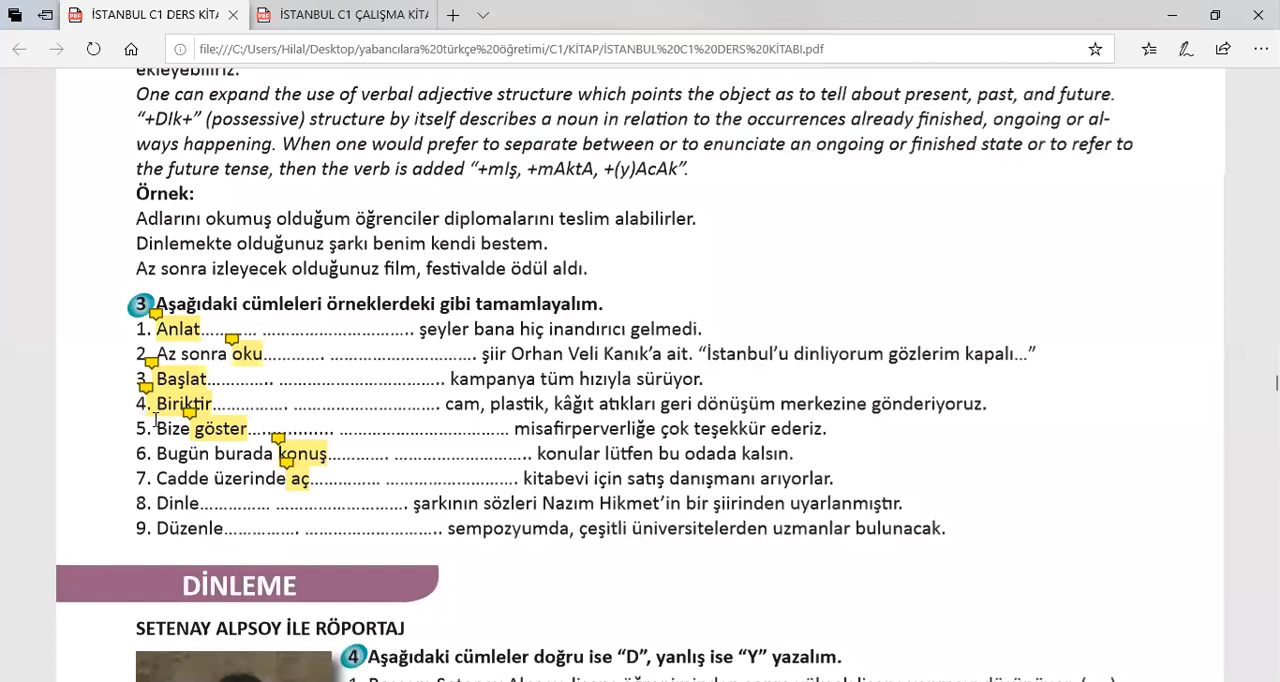 İSTANBUL C1 DERS KİTA
İSTANBUL C1 ÇALIŞMA KİTA
file:///C:/Users/Hilal/Desktop/yabancılara%20türkçe%20öğretimi/C1/KİTAP/İSTANBUL%20C1%20DERS%20KİTABI.pdf
ekleyebiliriz.
One can expand the use of verbal adjective structure which points the object as to tell about present, past, and future.
“+DIk+” (possessive) structure by itself describes a noun in relation to the occurrences already finished, ongoing or al-
ways happening. When one would prefer to separate between or to enunciate an ongoing or finished state or to refer to
the future tense, then the verb is added “+mIş, +mAktA, +(y)AcAk”.
Örnek:
Adlarını okumuş olduğum öğrenciler diplomalarını teslim alabilirler.
Dinlemekte olduğunuz şarkı benim kendi bestem.
Az sonra izleyecek olduğunuz film, festivalde ödül aldı.
3 Aşağıdaki cümleleri örneklerdeki gibi tamamlayalım.
1. Anlat………… ……………………….. şeyler bana hiç inandırıcı gelmedi.
2. Az sonra oku…………. ………………………. şiir Orhan Veli Kanık’a ait. “İstanbul’u dinliyorum gözlerim kapalı…”
3. Başlat………….. ……………………….. kampanya tüm hızıyla sürüyor.
4. Biriktir…………… ………………………. cam, plastik, kâğıt atıkları geri dönüşüm merkezine gönderiyoruz.
5. Bize göster……………. ………………………… misafirperverliğe çok teşekkür ederiz.
6. Bugün burada konuş…………. …………………….. konular lütfen bu odada kalsın.
7. Cadde üzerinde aç…………… ……………………. kitabevi için satış danışmanı arıyorlar.
8. Dinle…………… ……………………. şarkının sözleri Nazım Hikmet’in bir şiirinden uyarlanmıştır.
9. Düzenle……………. …………………….. sempozyumda, çeşitli üniversitelerden uzmanlar bulunacak.
DİNLEME
SETENAY ALPSOY İLE RÖPORTAJ
4 Aşağıdaki cümleler doğru ise “D”, yanlış ise “Y” yazalım.